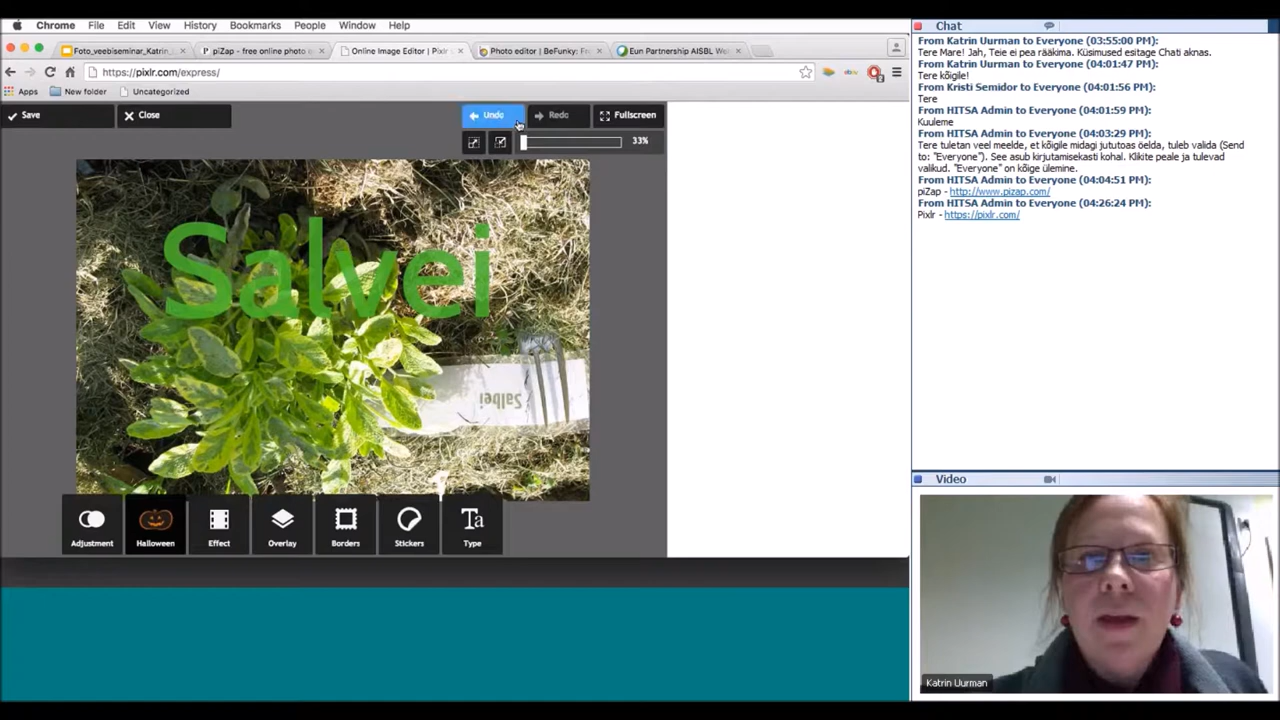 Chrome File Edit View History Bookmarks People Window Help
Foto_veebiseminar_Katrin_
piZap - free online photo e
Online Image Editor | Pixlr
Photo editor | BeFunky: Fre
Eun Partnership AISBL Web
https://pixlr.com/express/
Apps New folder Uncategorized
Save Close Undo Redo Fullscreen
33%
Salvei
Salbei
Adjustment Halloween Effect Overlay Borders Stickers Type
Chat
From Katrin Uurman to Everyone (03:55:00 PM):
Tere Mare! Jah, Teie ei pea rääkima. Küsimused esitage Chati aknas.
From Katrin Uurman to Everyone (04:01:47 PM):
Tere kõigile!
From Kristi Semidor to Everyone (04:01:56 PM):
Tere
From HITSA Admin to Everyone (04:01:59 PM):
Kuuleme
From HITSA Admin to Everyone (04:03:29 PM):
Tere tuletan veel meelde, et kõigile midagi jututoas öelda, tuleb valida (Send
to: "Everyone"). See asub kirjutamisekasti kohal. Klikite peale ja tulevad
valikud. "Everyone" on kõige ülemine.
From HITSA Admin to Everyone (04:04:51 PM):
piZap - http://www.pizap.com/
From HITSA Admin to Everyone (04:26:24 PM):
Pixlr - https://pixlr.com/
Video
Katrin Uurman